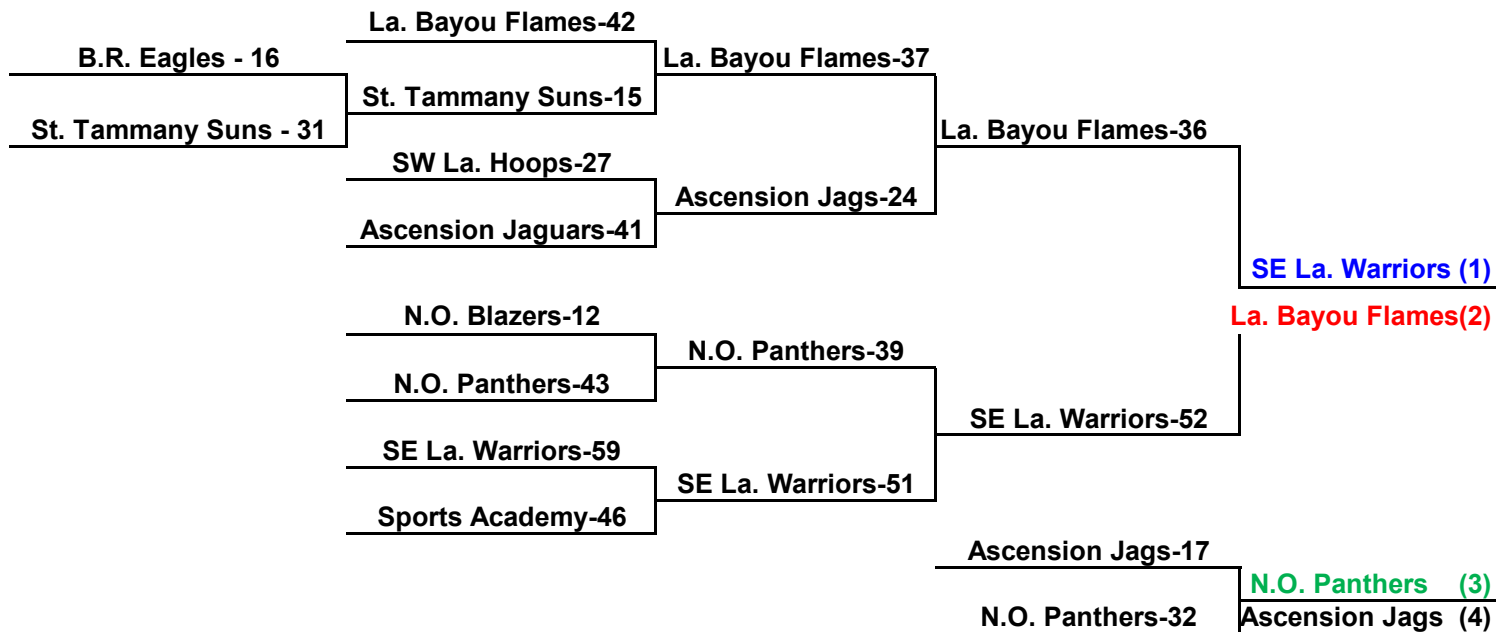 La. Bayou Flames-42
B.R. Eagles - 16
La. Bayou Flames-37
St. Tammany Suns-15
St. Tammany Suns - 31
La. Bayou Flames-36
SW La. Hoops-27
Ascension Jags-24
Ascension Jaguars-41
SE La. Warriors (1)
N.O. Blazers-12
La. Bayou Flames(2)
N.O. Panthers-39
N.O. Panthers-43
SE La. Warriors-52
SE La. Warriors-59
SE La. Warriors-51
Sports Academy-46
Ascension Jags-17
N.O. Panthers (3)
N.O. Panthers-32
Ascension Jags (4)